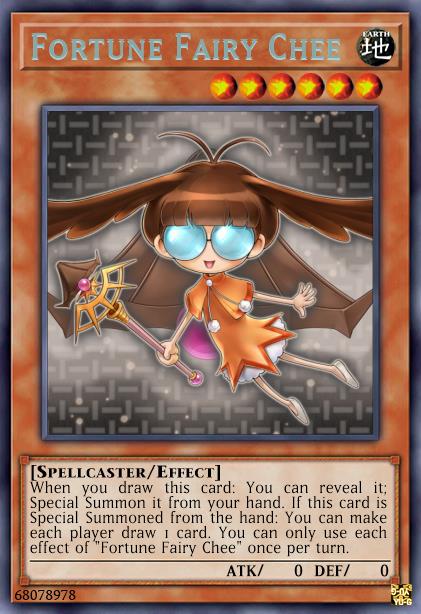 Fortune Fairy Chee
EARTH
地
[Spellcaster/Effect]
When you draw this card: You can reveal it;
Special Summon it from your hand. If this card is
Special Summoned from the hand: You can make
each player draw 1 card. You can only use each
effect of "Fortune Fairy Chee" once per turn.
ATK/ 0 DEF/ 0
68078978